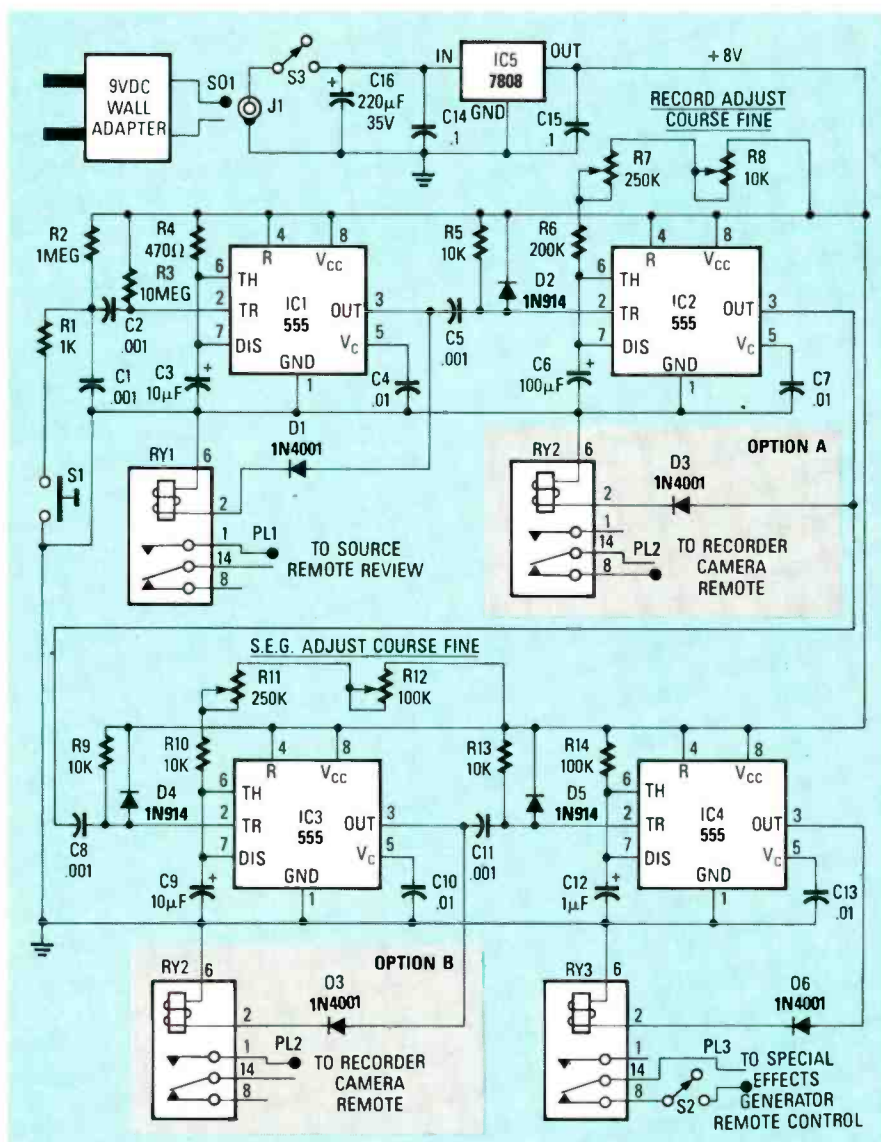 9VDC
WALL
ADAPTER
SO1
J1
S3
C16
220µF
35V
+
C14
.1
IN
IC5
7808
GND
OUT
C15
.1
+ 8V
RECORD ADJUST
COURSE FINE
R7
250K
R8
10K
R2
1MEG
R3
10MEG
R4
470Ω
R1
1K
C2
.001
C1
.001
C3
10µF
+
6
2
7
4
8
R
VCC
TH
TR
DIS
IC1
555
OUT
3
5
VC
GND
1
C4
.01
R5
10K
D2
1N914
C5
.001
R6
200K
C6
100µF
+
6
2
7
4
8
R
VCC
TH
TR
DIS
IC2
555
OUT
3
5
VC
GND
1
C7
.01
S1
D1
1N4001
RY1
6
2
1
14
8
PL1
TO SOURCE
REMOTE REVIEW
OPTION A
RY2
6
2
1
14
8
D3
1N4001
PL2
TO RECORDER
CAMERA
REMOTE
S.E.G. ADJUST COURSE FINE
R11
250K
R12
100K
R9
10K
D4
1N914
C8
.001
R10
10K
C9
10µF
+
6
2
7
4
8
R
VCC
TH
TR
DIS
IC3
555
OUT
3
5
VC
GND
1
C10
.01
R13
10K
D5
1N914
C11
.001
R14
100K
C12
1µF
+
6
2
7
4
8
R
VCC
TH
TR
DIS
IC4
555
OUT
3
5
VC
GND
1
C13
.01
OPTION B
RY2
6
2
1
14
8
O3
1N4001
PL2
TO RECORDER
CAMERA
REMOTE
RY3
6
2
1
14
8
O6
1N4001
PL3
S2
TO SPECIAL
EFFECTS
GENERATOR
REMOTE CONTROL